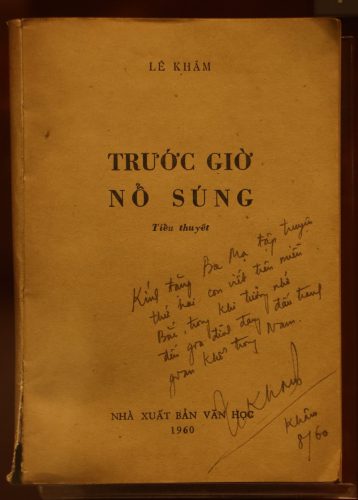 LÊ KHÂM
TRƯỚC GIỜ
NỔ SÚNG
Tiểu thuyết
Kính tặng Ba Mạ tập truyện
thứ hai con viết trên miền
Bắc, trong khi tưởng nhớ
đến gia đình đang đấu tranh
gian khổ trong Nam.
Khâm
8/60
NHÀ XUẤT BẢN VĂN HỌC
1960